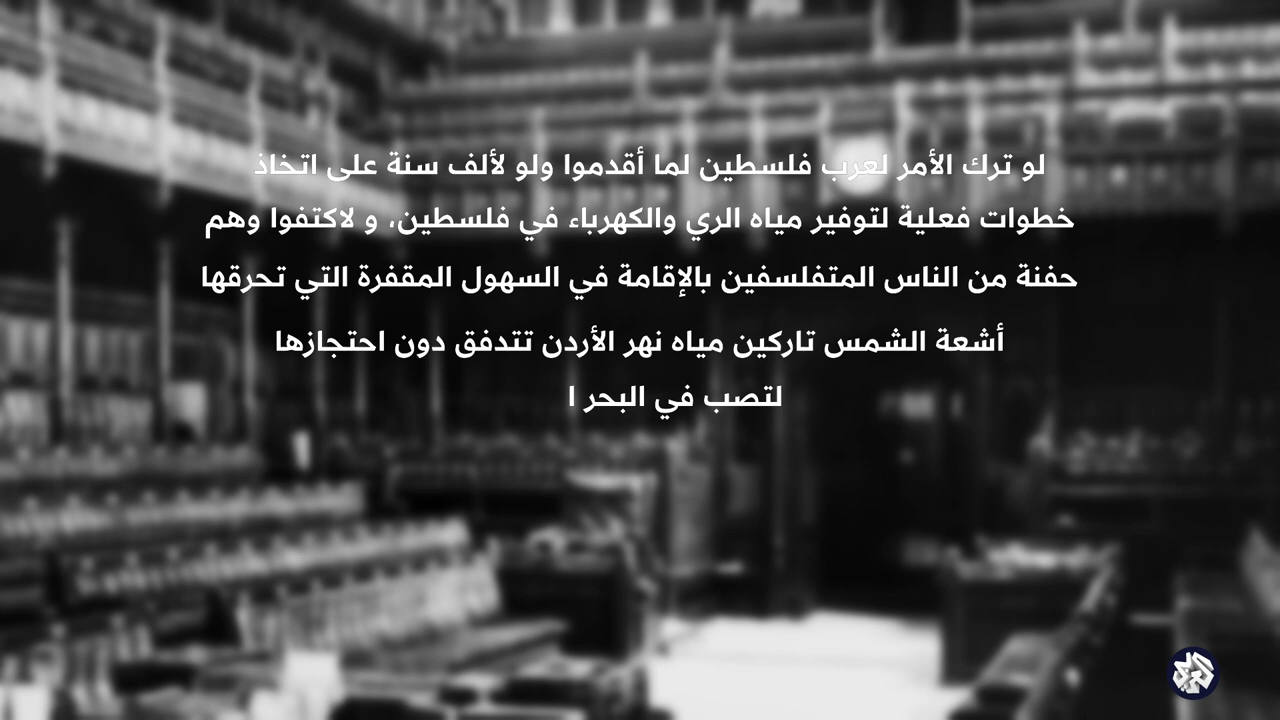 لو ترك الأمر لعرب فلسطين لما أقدموا ولو لألف سنة على اتخاذ
خطوات فعلية لتوفير مياه الري والكهرباء في فلسطين، و لاكتفوا وهم
حفنة من الناس المتفلسفين بالإقامة في السهول المقفرة التي تحرقها
أشعة الشمس تاركين مياه نهر الأردن تتدفق دون احتجازها
لتصب في البحر ا